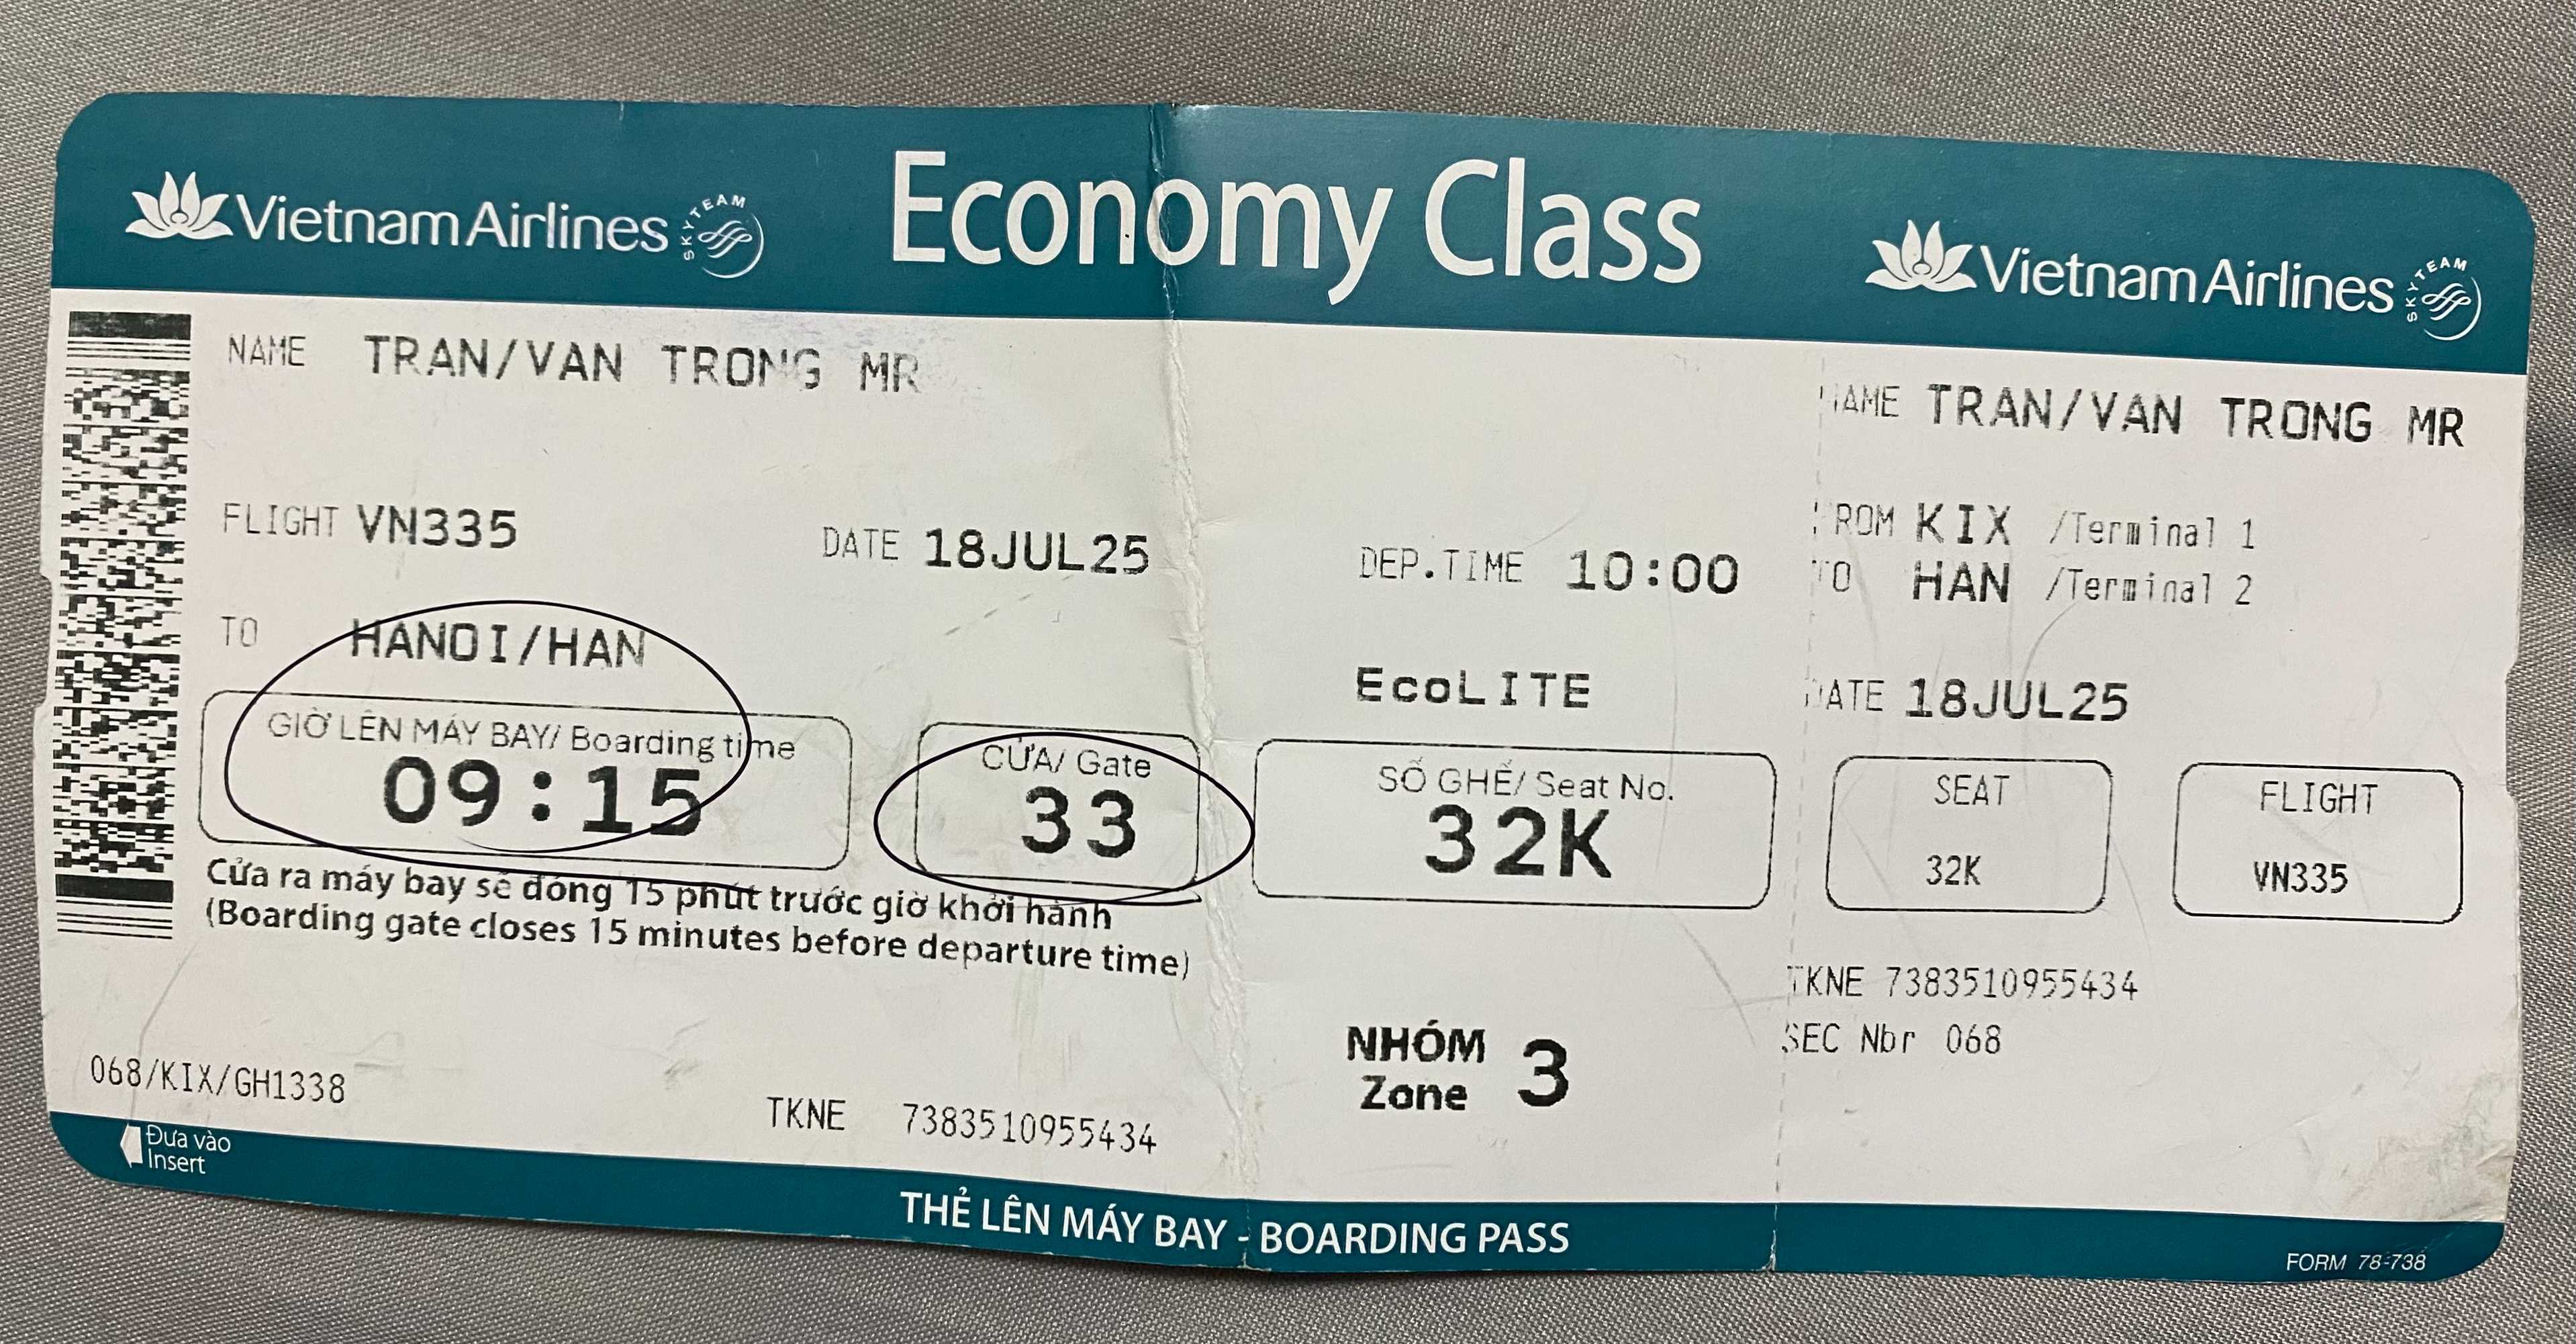 VietnamAirlines SKYTEAM
Economy Class
VietnamAirlines SKYTEAM
NAME TRAN/VAN TRONG MR
FLIGHT VN335 DATE 18JUL25 DEP.TIME 10:00
TO HANOI/HAN
EcoLITE
GIỜ LÊN MÁY BAY/ Boarding time
09:15
CỬA/ Gate
33
SỐ GHẾ/ Seat No.
32K
Cửa ra máy bay sẽ đóng 15 phút trước giờ khởi hành
(Boarding gate closes 15 minutes before departure time)
NHÓM
Zone 3
068/KIX/GH1338
TKNE 7383510955434
NAME TRAN/VAN TRONG MR
FROM KIX /Terminal 1
TO HAN /Terminal 2
DATE 18JUL25
SEAT
32K
FLIGHT
VN335
TKNE 7383510955434
SEC Nbr 068
Đưa vào
Insert
THẺ LÊN MÁY BAY - BOARDING PASS
FORM 78-738